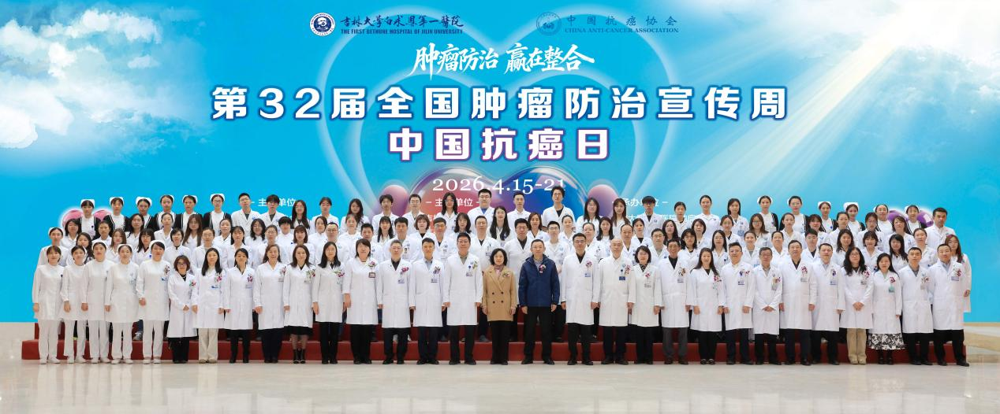 吉林大学白求恩第一醫院
THE FIRST BETHUNE HOSPITAL OF JILIN UNIVERSITY
中国抗癌协会
CHINA ANTI-CANCER ASSOCIATION
肿瘤防治 赢在整合
第32届全国肿瘤防治宣传周
中国抗癌日
2026.4.15-21